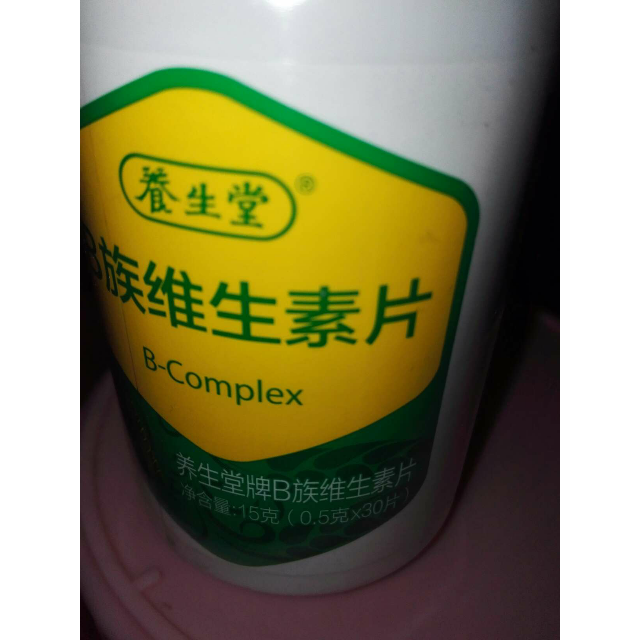 養生堂®
B族维生素片
B-Complex
养生堂牌B族维生素片
净含量:15克（0.5克x30片）